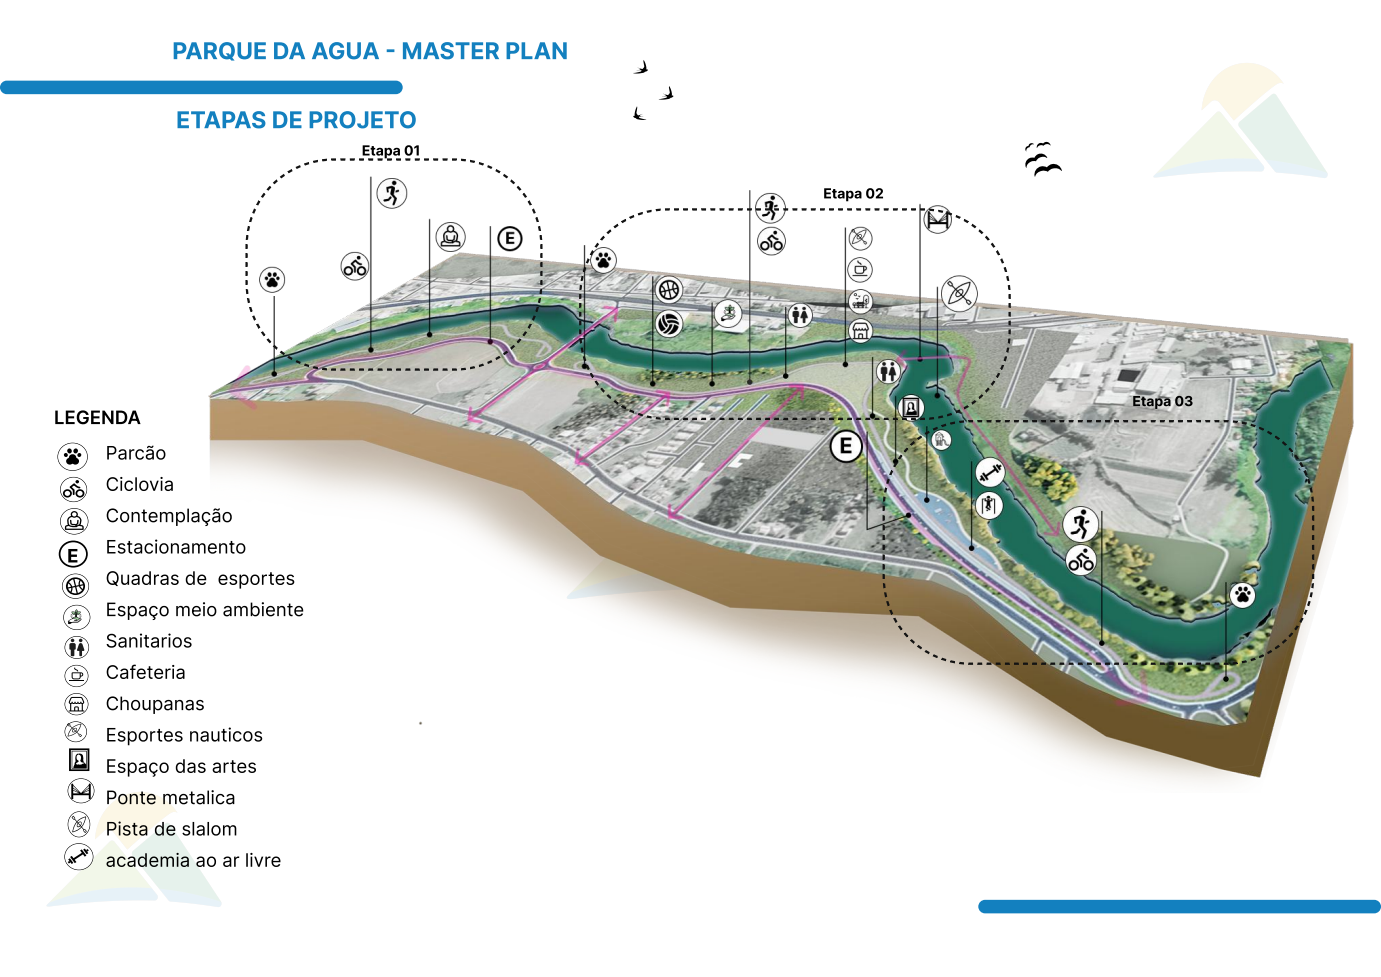 PARQUE DA AGUA - MASTER PLAN
ETAPAS DE PROJETO
Etapa 01
Etapa 02
E
Etapa 03
E
LEGENDA
Parcão
Ciclovia
Contemplação
E Estacionamento
Quadras de esportes
Espaço meio ambiente
Sanitarios
Cafeteria
Choupanas
Esportes nauticos
Espaço das artes
Ponte metalica
Pista de slalom
academia ao ar livre